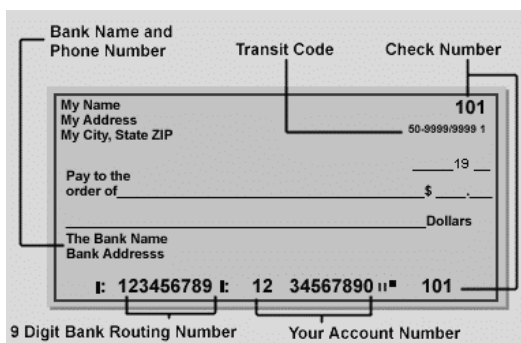 Bank Name and
Phone Number
Transit Code
Check Number
My Name
101
My Address
50-9999/9999 1
My City, State ZIP
19
Pay to the
order of $ .
Dollars
The Bank Name
Bank Addresss
⑆ 123456789 ⑆ 12 34567890 ⑈ 101
9 Digit Bank Routing Number
Your Account Number